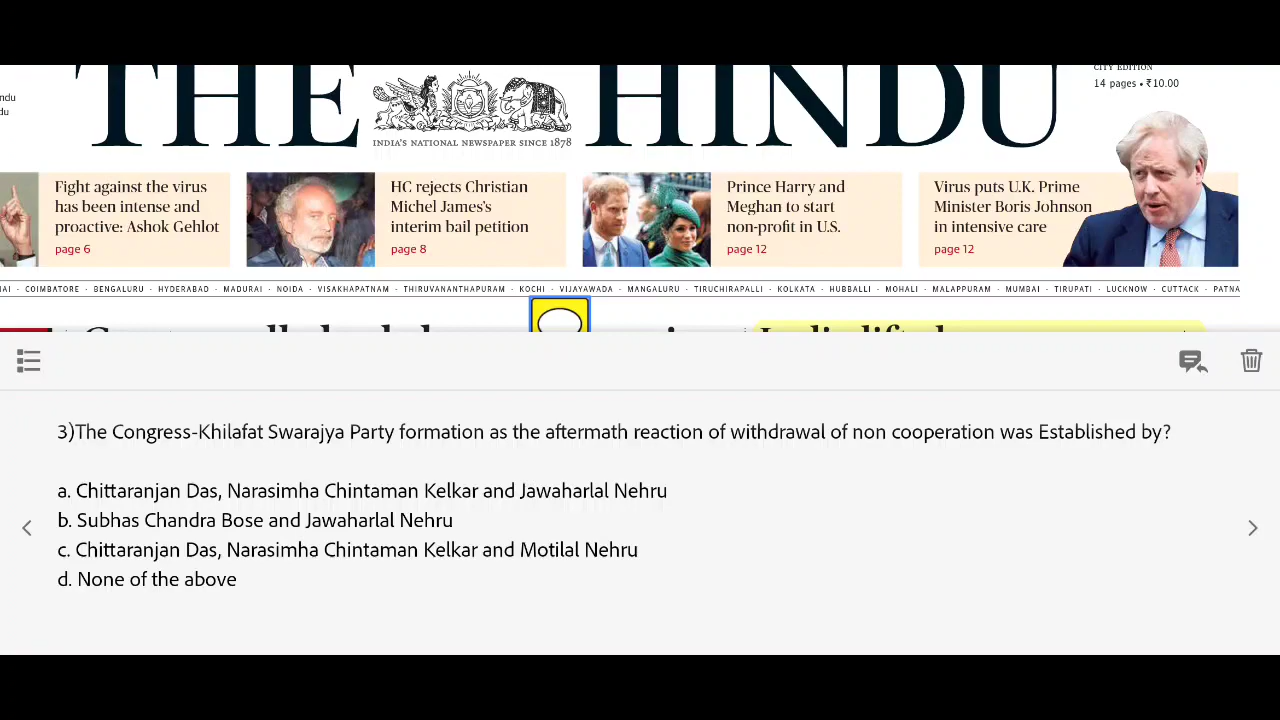 CITY EDITION
14 pages • ₹10.00
ndu
du
THE HINDU
INDIA'S NATIONAL NEWSPAPER SINCE 1878
Fight against the virus
has been intense and
proactive: Ashok Gehlot
page 6
HC rejects Christian
Michel James's
interim bail petition
page 8
Prince Harry and
Meghan to start
non-profit in U.S.
page 12
Virus puts U.K. Prime
Minister Boris Johnson
in intensive care
page 12
AI · COIMBATORE · BENGALURU · HYDERABAD · MADURAI · NOIDA · VISAKHAPATNAM · THIRUVANANTHAPURAM · KOCHI · VIJAYAWADA · MANGALURU · TIRUCHIRAPALLI · KOLKATA · HUBBALLI · MOHALI · MALAPPURAM · MUMBAI · TIRUPATI · LUCKNOW · CUTTACK · PATNA
3)The Congress-Khilafat Swarajya Party formation as the aftermath reaction of withdrawal of non cooperation was Established by?
a. Chittaranjan Das, Narasimha Chintaman Kelkar and Jawaharlal Nehru
b. Subhas Chandra Bose and Jawaharlal Nehru
c. Chittaranjan Das, Narasimha Chintaman Kelkar and Motilal Nehru
d. None of the above